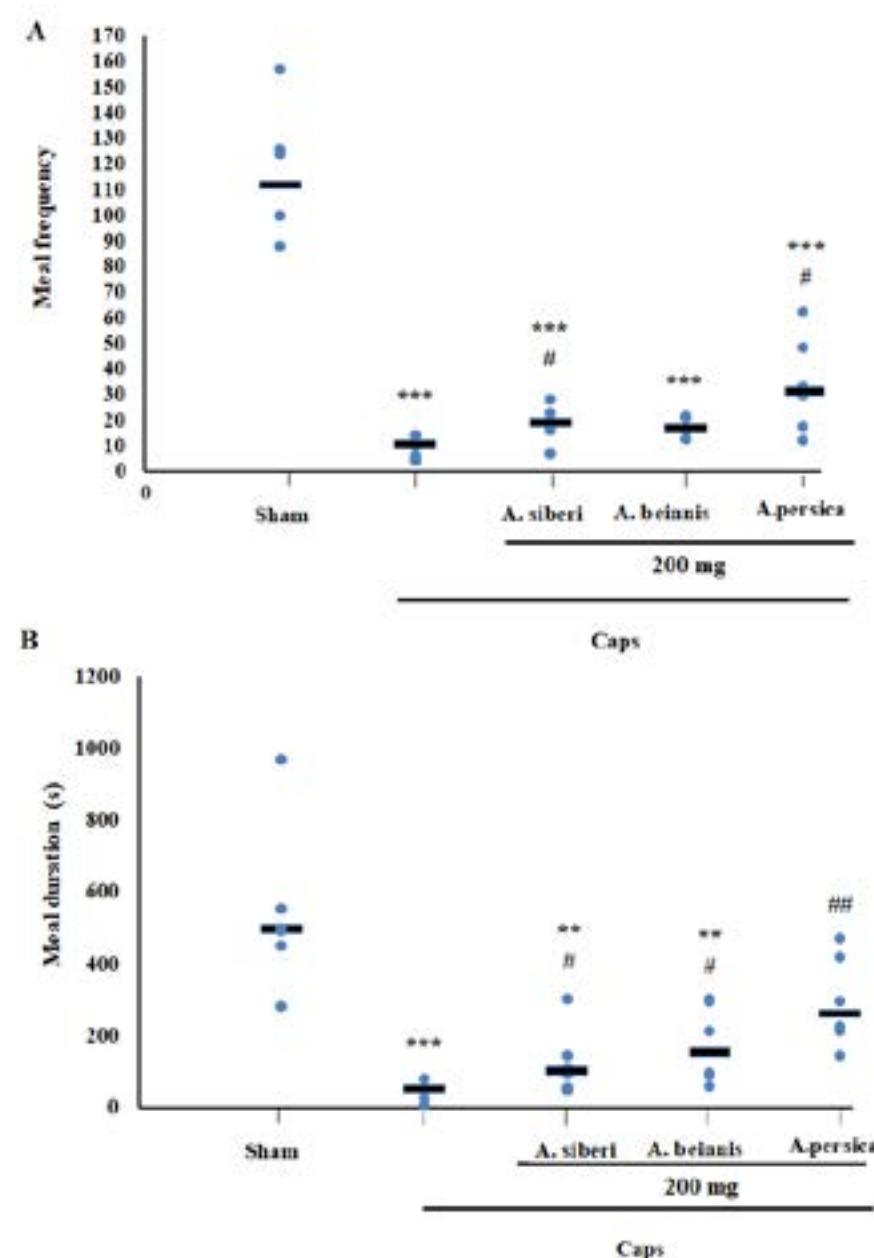 A
170
160
150
140
130
120
110
100
90
80
70
60
50
40
30
20
10
0
Meal frequency
***
***
#
***
***
#
0
Sham
A. siberi
A. beinnis
A.persica
200 mg
Caps
B
1200
1000
800
600
400
200
0
Meal duration (s)
***
**
#
**
#
##
Sham
A. siberi
A. beinnis
A.persica
200 mg
Caps